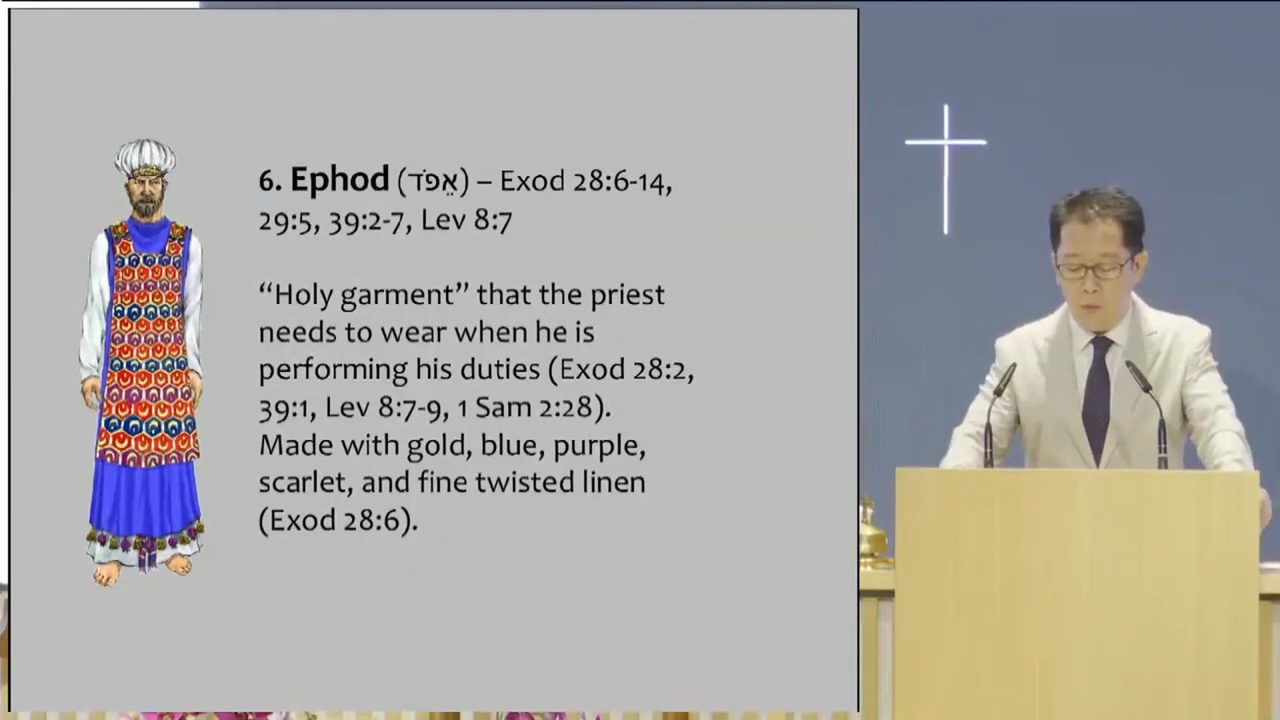 6. Ephod (אֵפֹד) – Exod 28:6-14,
29:5, 39:2-7, Lev 8:7
“Holy garment” that the priest
needs to wear when he is
performing his duties (Exod 28:2,
39:1, Lev 8:7-9, 1 Sam 2:28).
Made with gold, blue, purple,
scarlet, and fine twisted linen
(Exod 28:6).